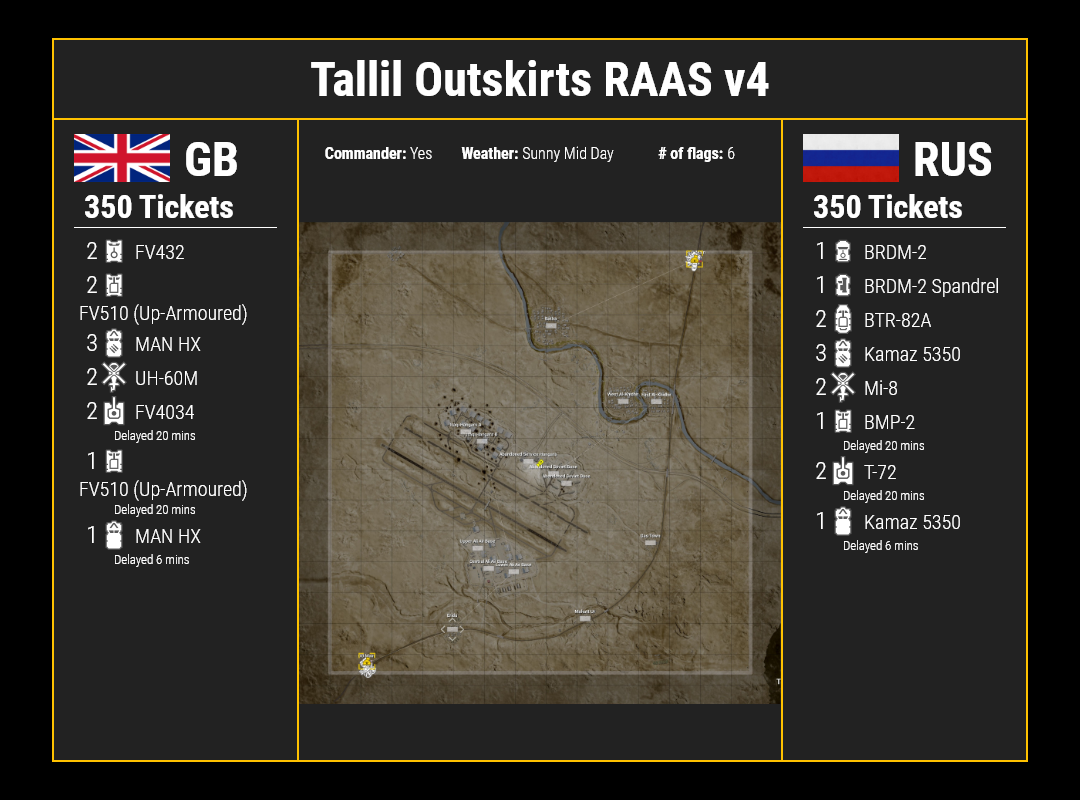 Tallil Outskirts RAAS v4
GB
350 Tickets
2 FV432
2
FV510 (Up-Armoured)
3 MAN HX
2 UH-60M
2 FV4034
Delayed 20 mins
1
FV510 (Up-Armoured)
Delayed 20 mins
1 MAN HX
Delayed 6 mins
Commander: Yes Weather: Sunny Mid Day # of flags: 6
RUS
350 Tickets
1 BRDM-2
1 BRDM-2 Spandrel
2 BTR-82A
3 Kamaz 5350
2 Mi-8
1 BMP-2
Delayed 20 mins
2 T-72
Delayed 20 mins
1 Kamaz 5350
Delayed 6 mins